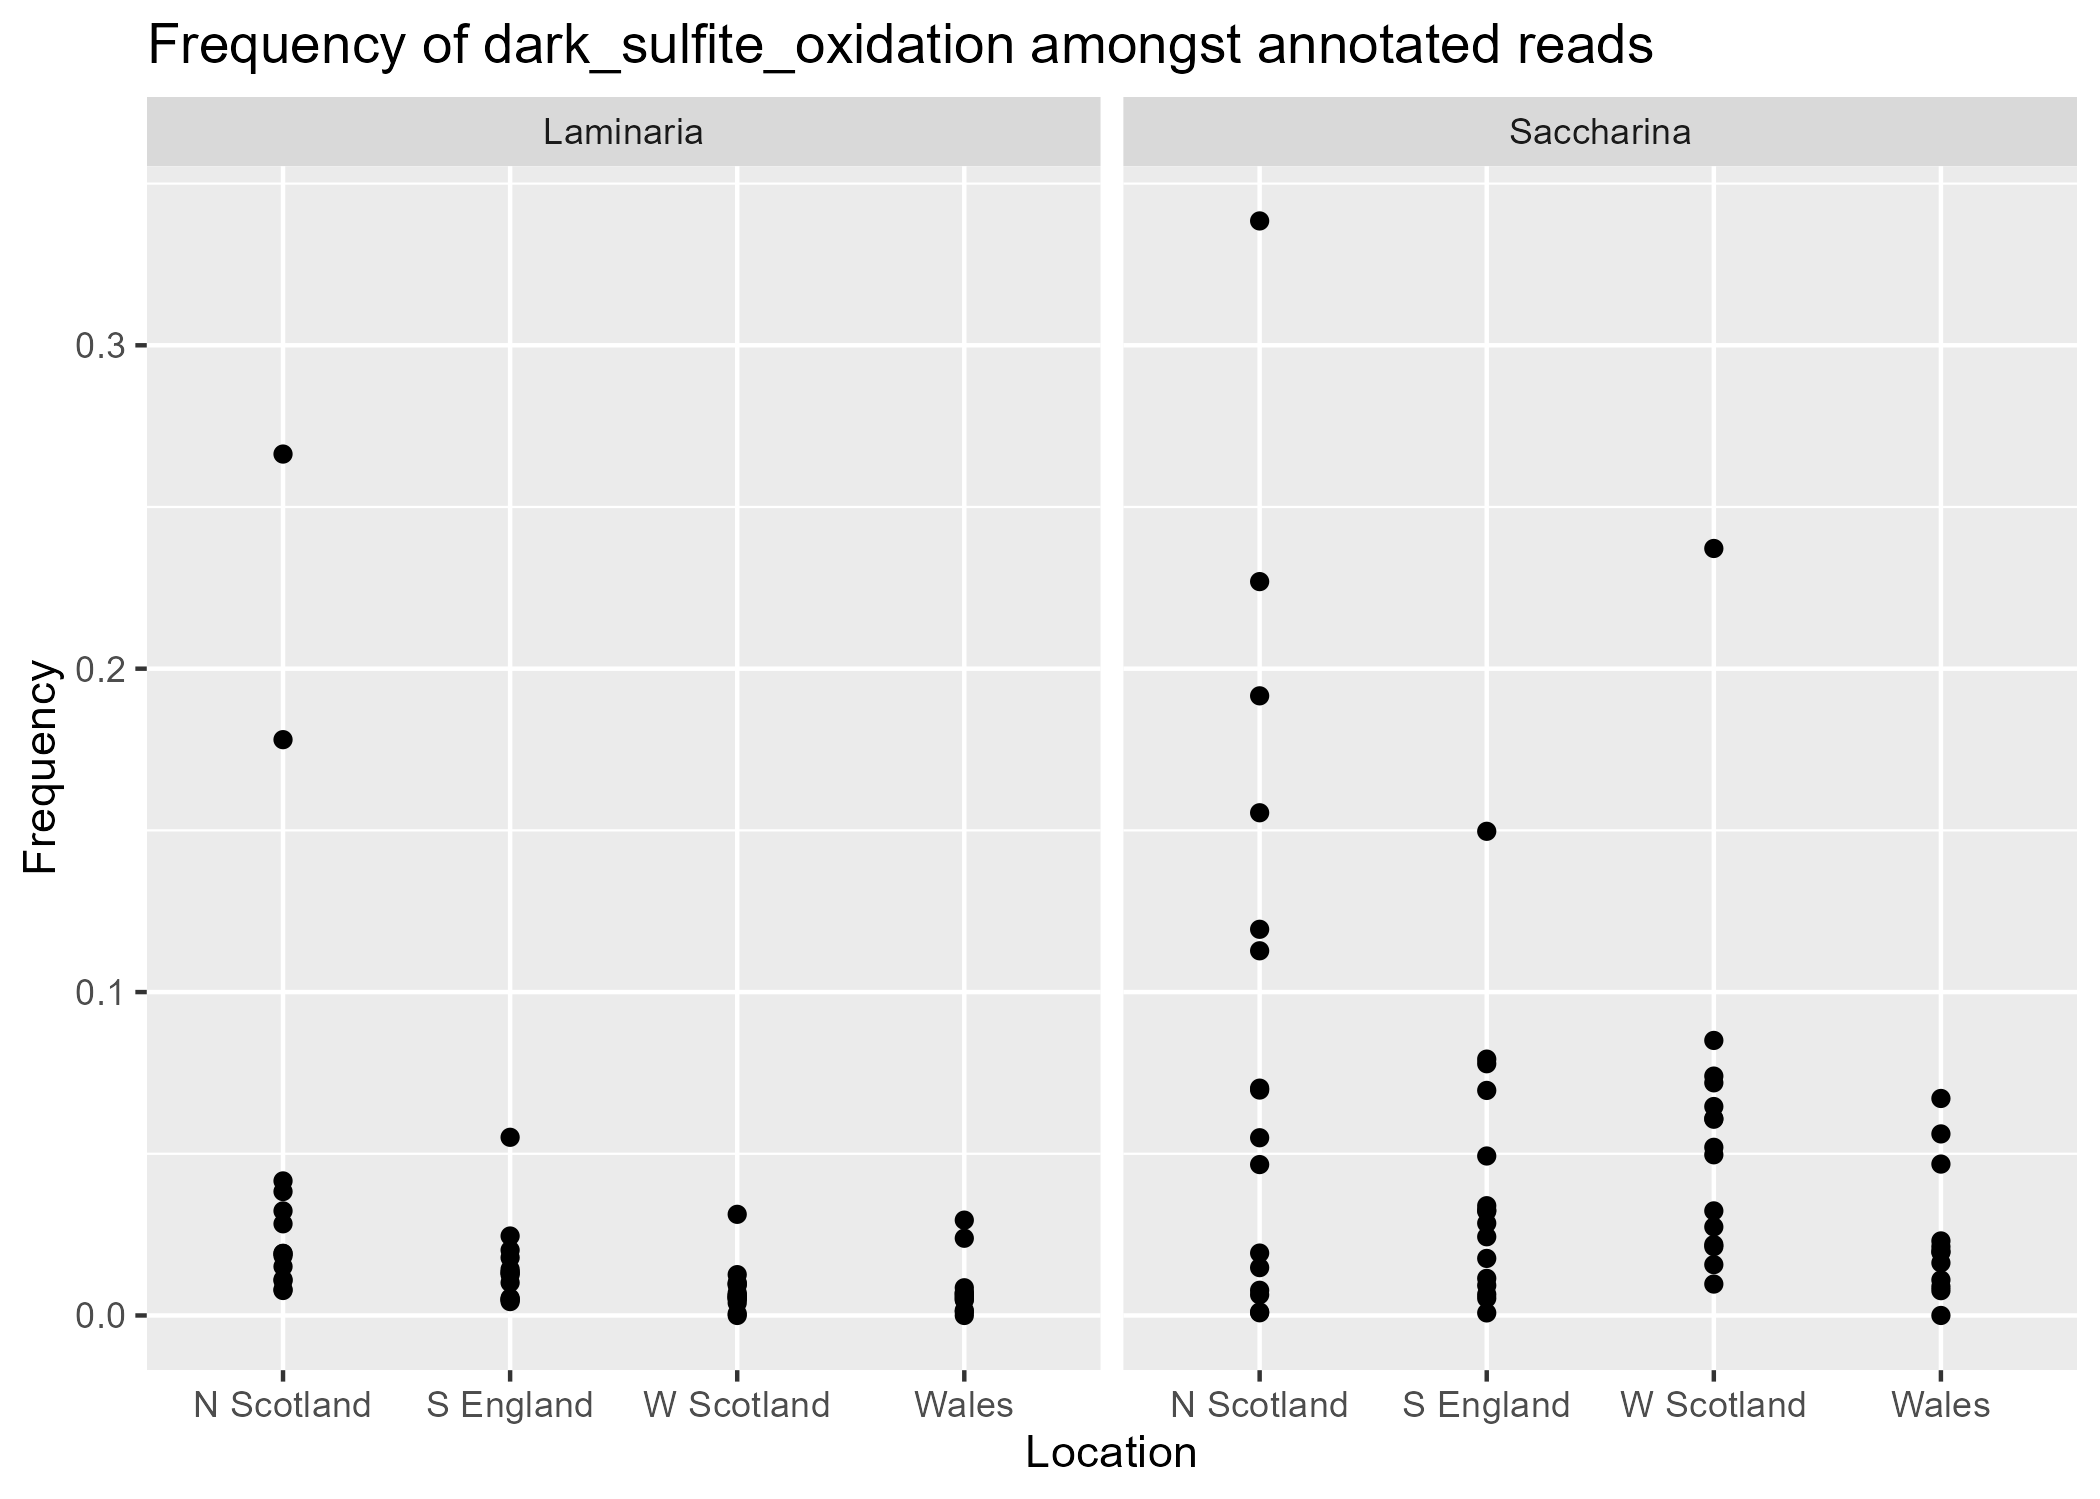 Frequency of dark_sulfite_oxidation amongst annotated reads
Laminaria
Saccharina
Frequency
0.3
0.2
0.1
0.0
N Scotland S England W Scotland Wales
N Scotland S England W Scotland Wales
Location